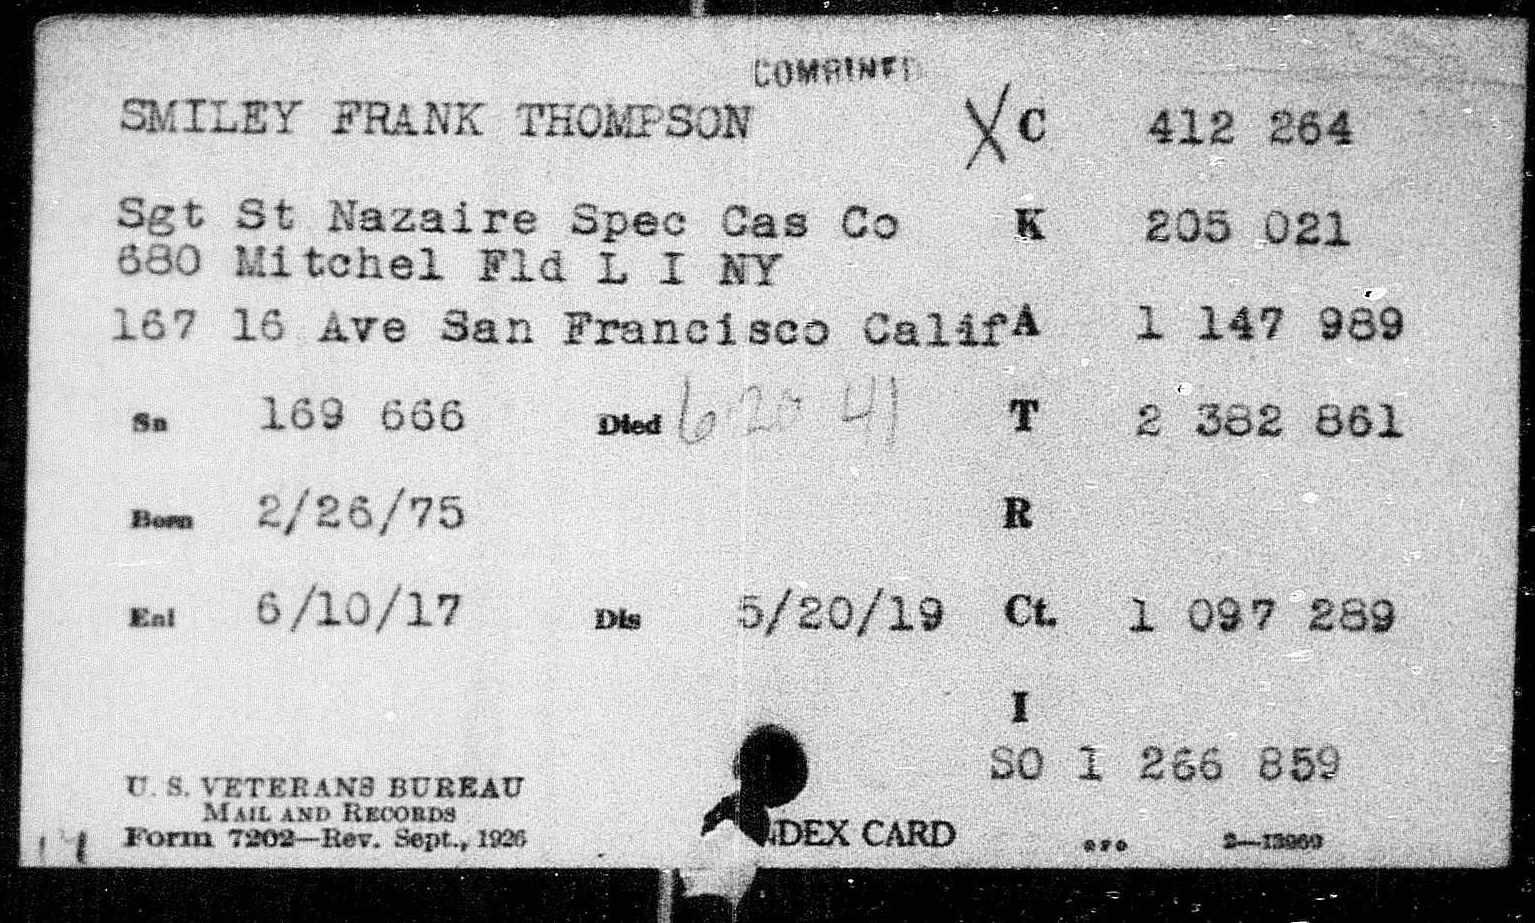 COMBINED
SMILEY FRANK THOMPSON X C 412 264
Sgt St Nazaire Spec Cas Co K 205 021
680 Mitchel Fld L I NY
167 16 Ave San Francisco Calif A 1 147 989
Sn 169 666 Died 6 20 41 T 2 382 861
Born 2/26/75 R
Enl 6/10/17 Dis 5/20/19 Ct. 1 097 289
I
SO 1 266 859
U. S. VETERANS BUREAU
MAIL AND RECORDS
Form 7202—Rev. Sept., 1926 INDEX CARD